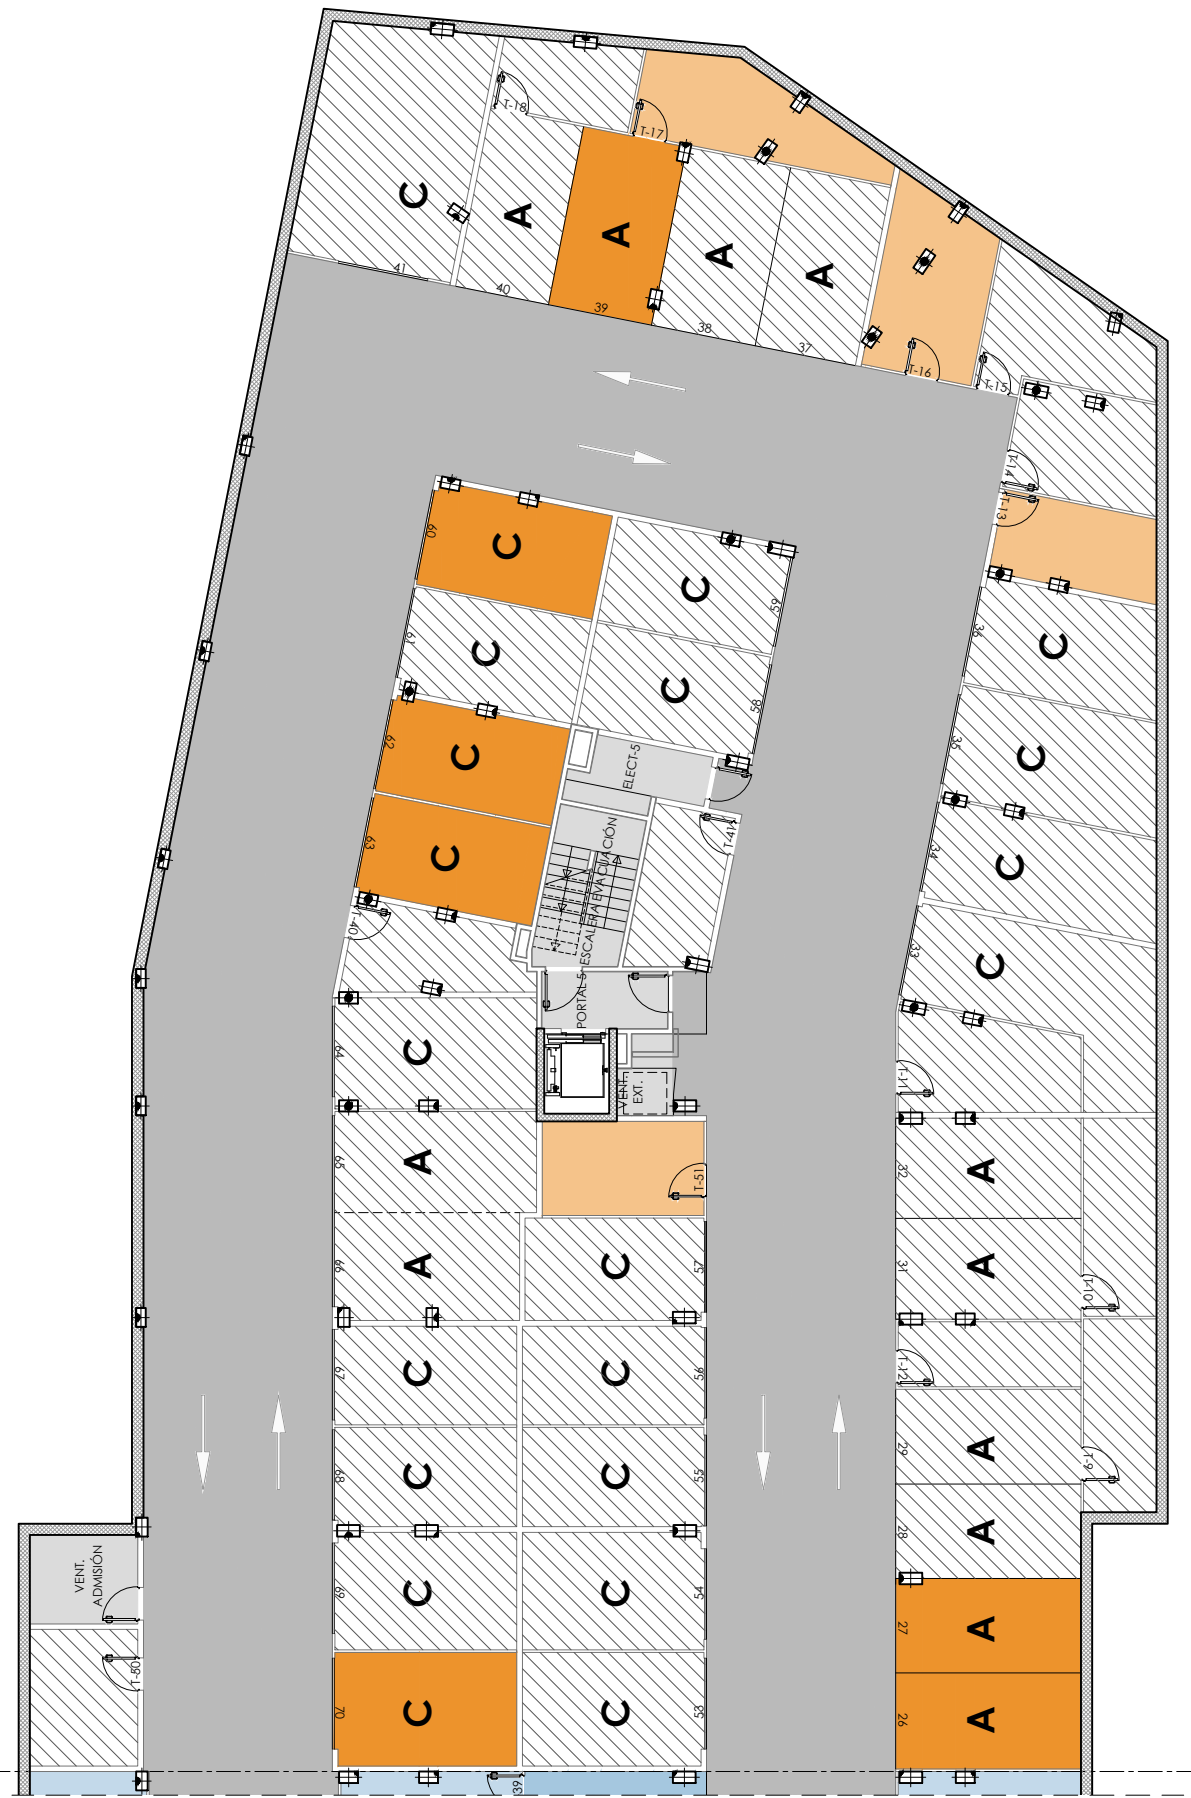 T-18
T-17
C
A
A
A
A
41
40
39
38
37
T-16
T-15
T-14
T-13
60
C
C
59
61
C
C
58
62
C
63
C
36
C
35
C
34
C
33
C
ELECT-5
T-41
ESCALERA EVACUACIÓN
PORTAL 5
T-40
64
C
VENT.
EXT.
T-11
65
A
T-51
32
A
66
A
C
57
31
A
T-10
67
C
C
56
T-12
68
C
C
55
29
A
T-9
28
A
69
C
C
54
27
A
70
C
C
53
26
A
VENT.
ADMISIÓN
T-50
39